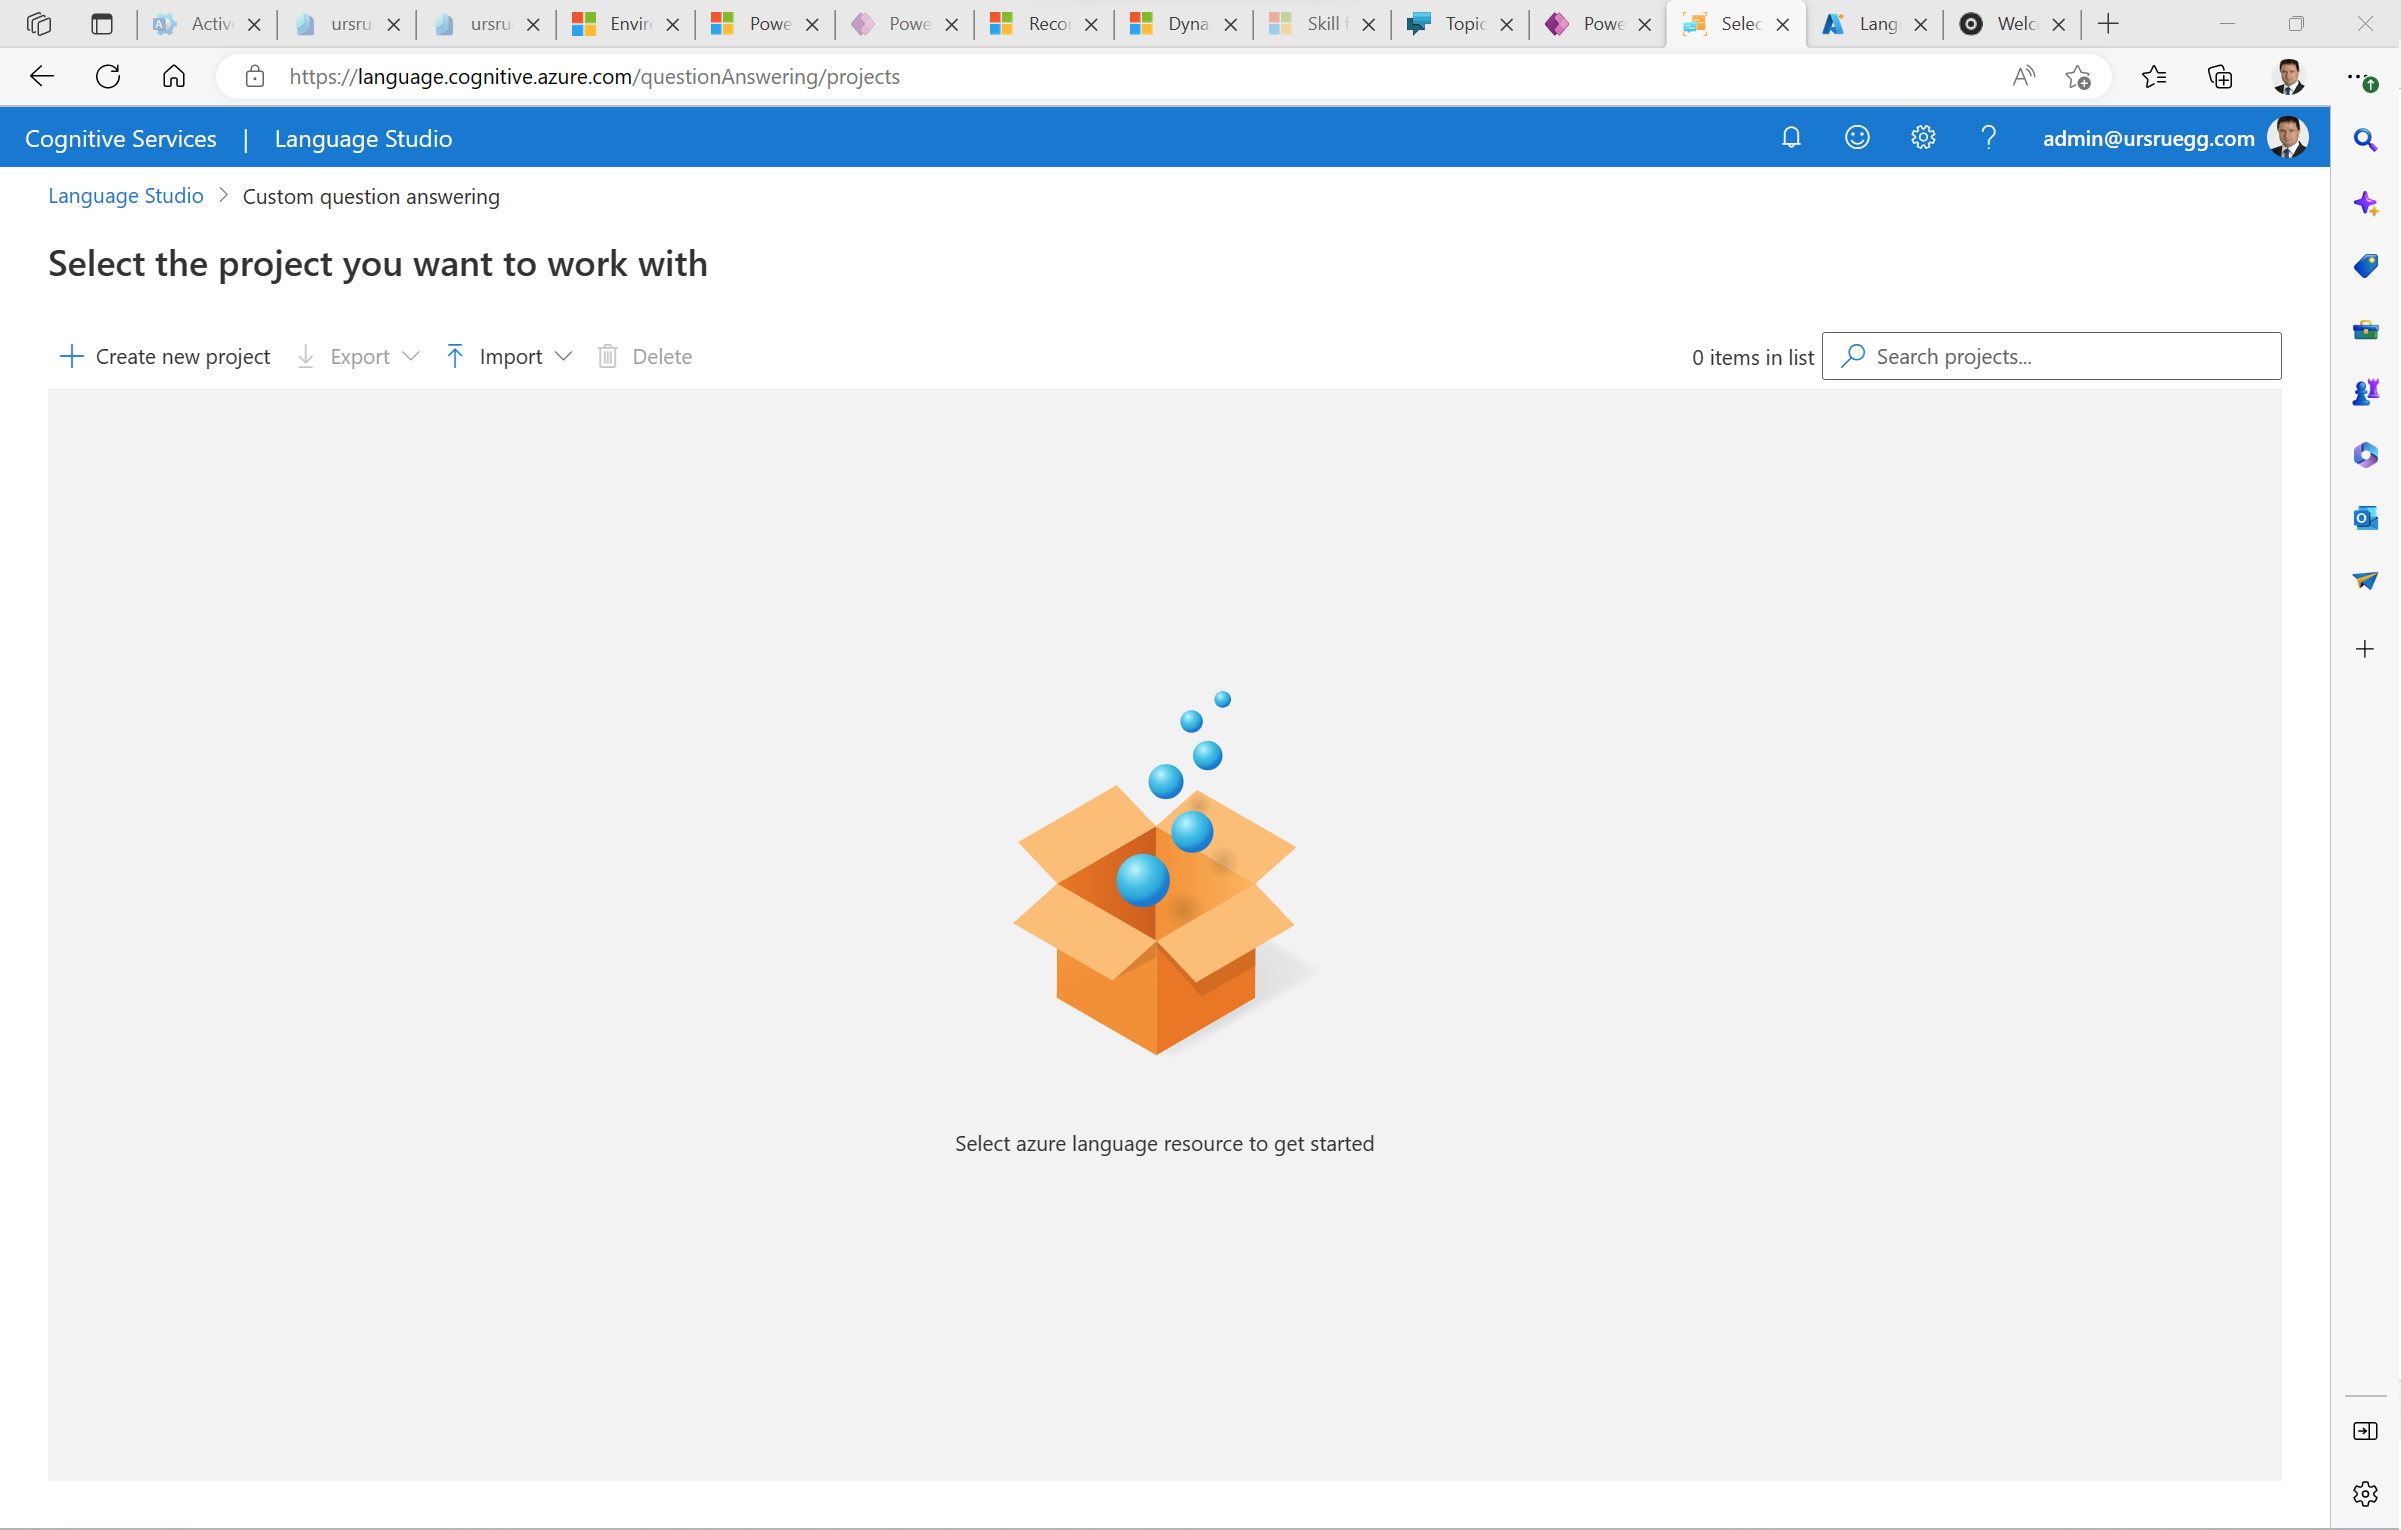 Activ
ursru
ursru
Enviro
Powe
Powe
Recor
Dyna
Skill f
Topic
Powe
Selec
Lang
Welc
https://language.cognitive.azure.com/questionAnswering/projects
Cognitive Services | Language Studio
admin@ursruegg.com
Language Studio > Custom question answering
Select the project you want to work with
Create new project
Export
Import
Delete
0 items in list
Search projects...
Select azure language resource to get started